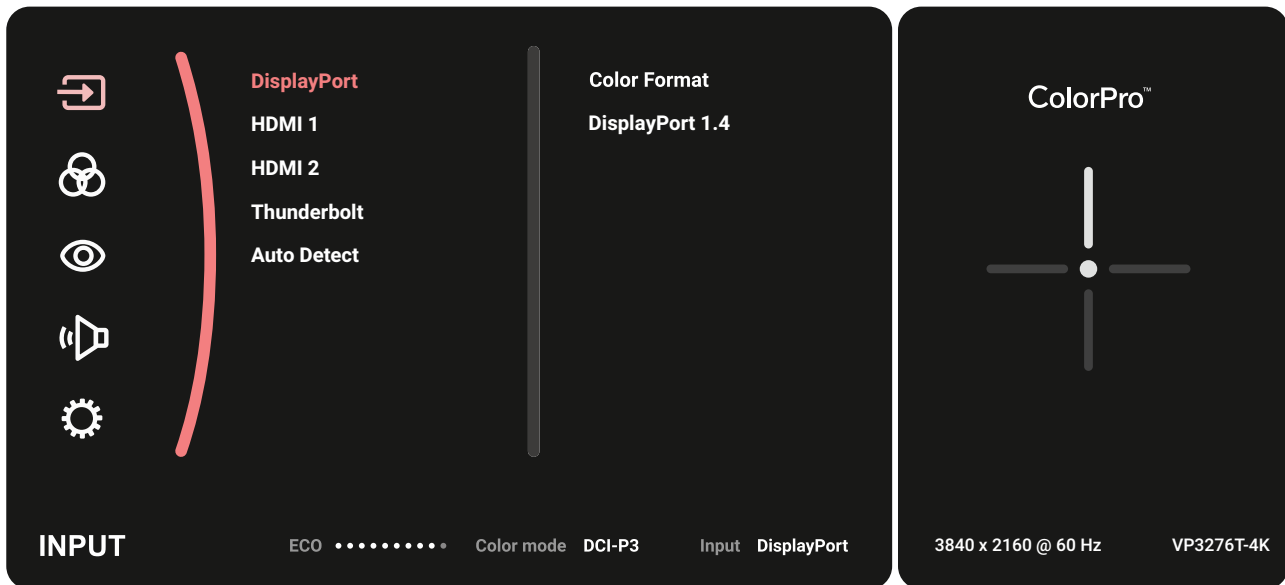 DisplayPort
HDMI 1
HDMI 2
Thunderbolt
Auto Detect
Color Format
DisplayPort 1.4
ColorPro™
INPUT
ECO
Color mode DCI-P3
Input DisplayPort
3840 x 2160 @ 60 Hz
VP3276T-4K